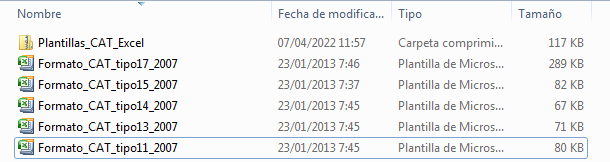 Nombre Fecha de modifica... Tipo Tamaño
Plantillas_CAT_Excel 07/04/2022 11:57 Carpeta comprimi... 117 KB
Formato_CAT_tipo17_2007 23/01/2013 7:46 Plantilla de Micros... 289 KB
Formato_CAT_tipo15_2007 23/01/2013 7:37 Plantilla de Micros... 82 KB
Formato_CAT_tipo14_2007 23/01/2013 7:45 Plantilla de Micros... 67 KB
Formato_CAT_tipo13_2007 23/01/2013 7:45 Plantilla de Micros... 71 KB
Formato_CAT_tipo11_2007 23/01/2013 7:45 Plantilla de Micros... 80 KB